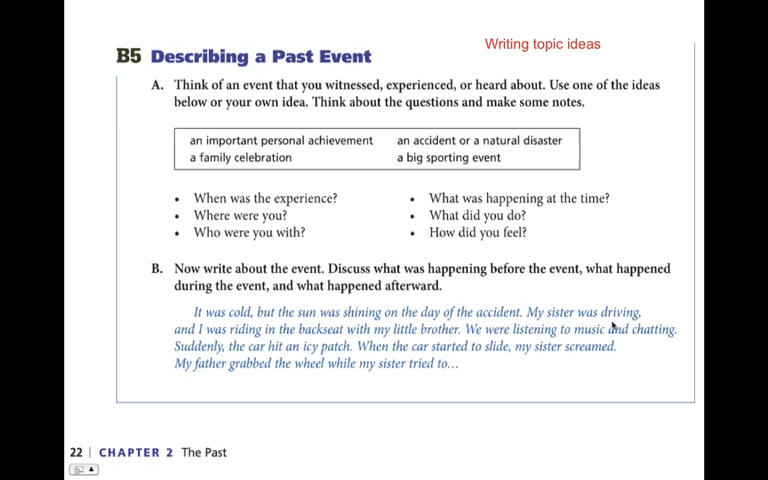 Writing topic ideas
B5 Describing a Past Event
A. Think of an event that you witnessed, experienced, or heard about. Use one of the ideas
below or your own idea. Think about the questions and make some notes.
an important personal achievement an accident or a natural disaster
a family celebration a big sporting event
• When was the experience? • What was happening at the time?
• Where were you? • What did you do?
• Who were you with? • How did you feel?
B. Now write about the event. Discuss what was happening before the event, what happened
during the event, and what happened afterward.
It was cold, but the sun was shining on the day of the accident. My sister was driving,
and I was riding in the backseat with my little brother. We were listening to music and chatting.
Suddenly, the car hit an icy patch. When the car started to slide, my sister screamed.
My father grabbed the wheel while my sister tried to…
22 | CHAPTER 2 The Past